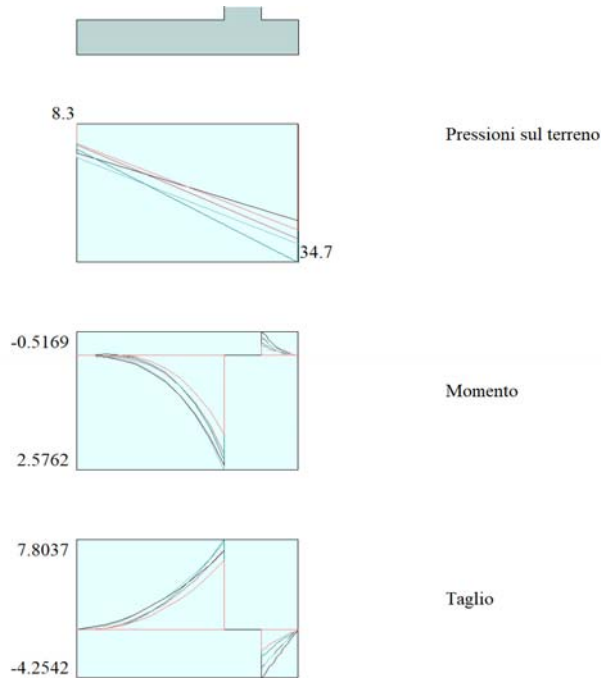 8.3
Pressioni sul terreno
34.7
-0.5169
Momento
2.5762
7.8037
Taglio
-4.2542